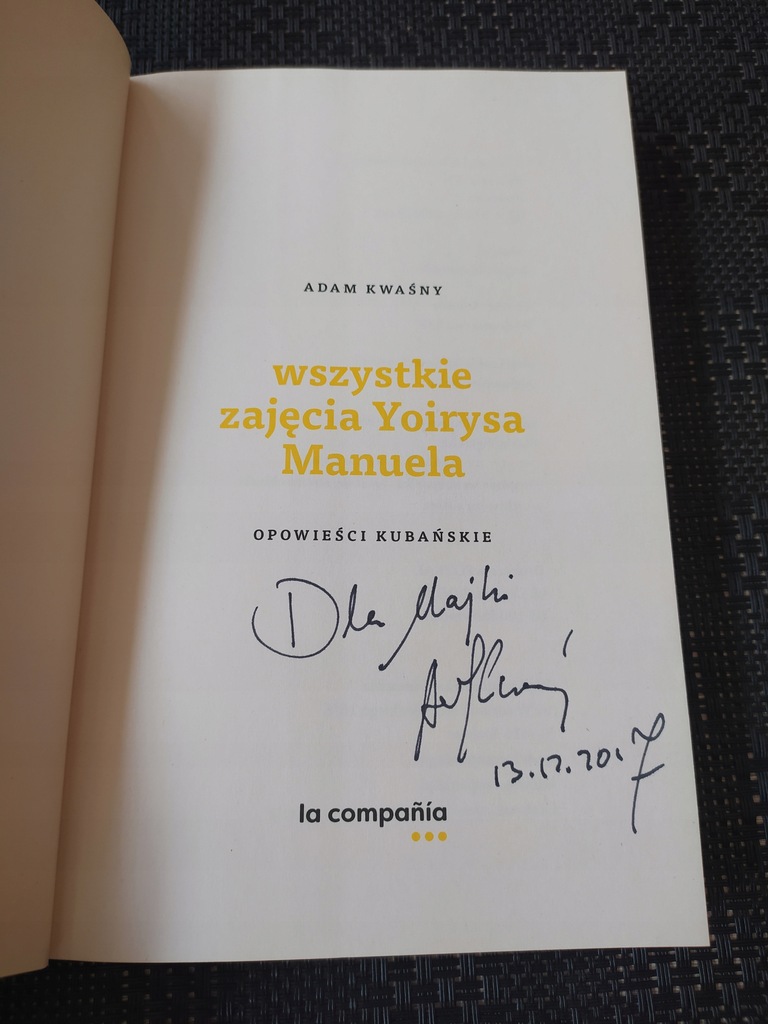 ADAM KWAŚNY
wszystkie
zajęcia Yoirysa
Manuela
OPOWIEŚCI KUBAŃSKIE
Dla Majki
13.12.2017
la compañía